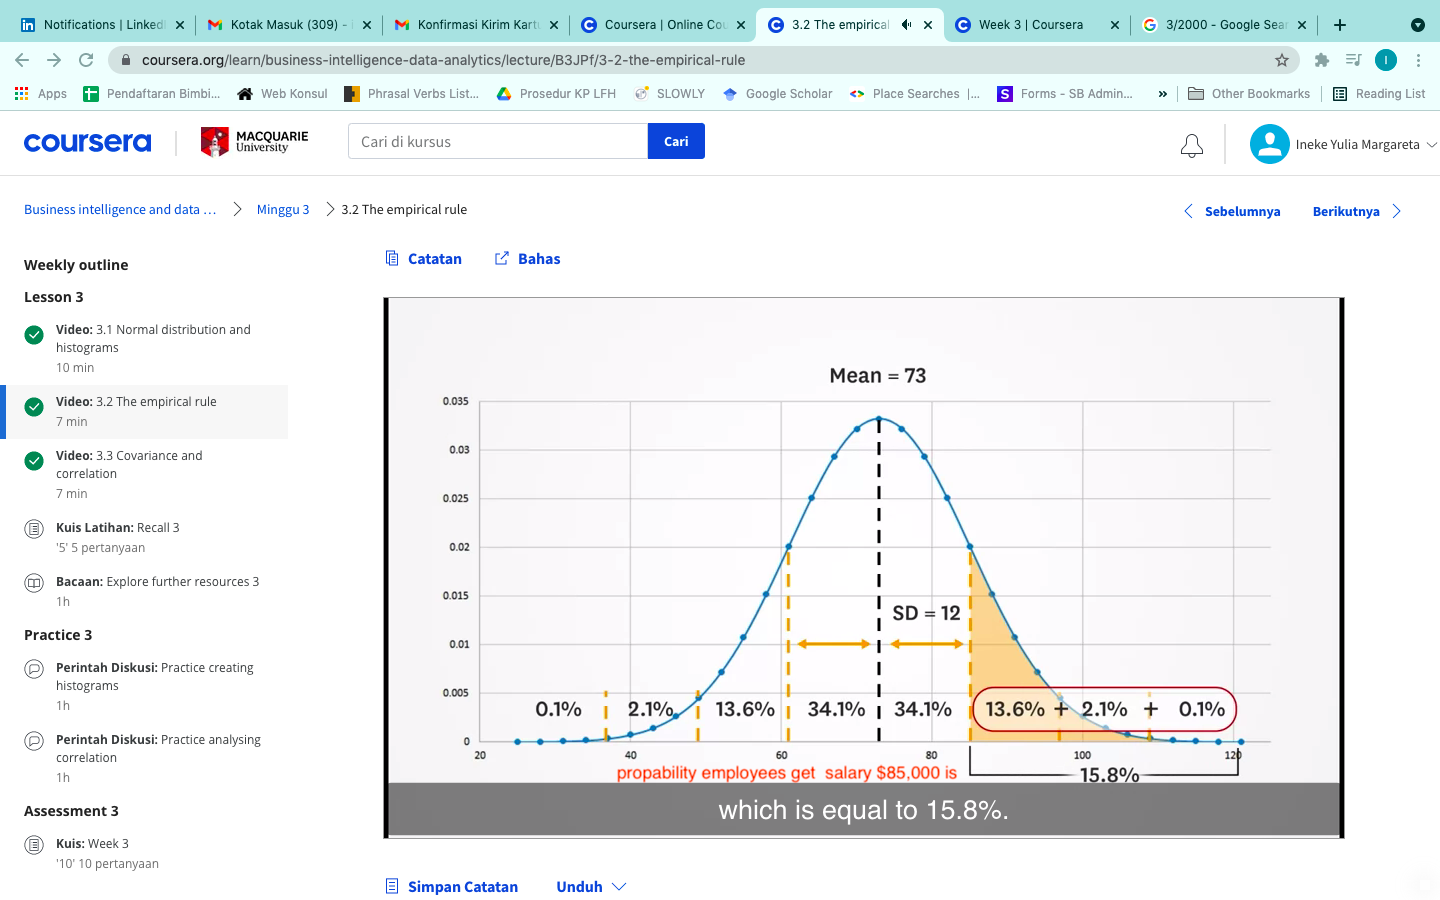 Notifications | LinkedI
Kotak Masuk (309) -
Konfirmasi Kirim Kartu
Coursera | Online Cou
3.2 The empirical
Week 3 | Coursera
3/2000 - Google Sear
coursera.org/learn/business-intelligence-data-analytics/lecture/B3JPf/3-2-the-empirical-rule
I
Apps
Pendaftaran Bimbi...
Web Konsul
Phrasal Verbs List...
Prosedur KP LFH
SLOWLY
Google Scholar
Place Searches |...
S
Forms - SB Admin...
»
Other Bookmarks
Reading List
coursera
MACQUARIE
University
Cari di kursus
Cari
Ineke Yulia Margareta
Business intelligence and data ...
Minggu 3
3.2 The empirical rule
Sebelumnya
Berikutnya
Weekly outline
Lesson 3
Video: 3.1 Normal distribution and
histograms
10 min
Video: 3.2 The empirical rule
7 min
Video: 3.3 Covariance and
correlation
7 min
Kuis Latihan: Recall 3
'5' 5 pertanyaan
Bacaan: Explore further resources 3
1h
Practice 3
Perintah Diskusi: Practice creating
histograms
1h
Perintah Diskusi: Practice analysing
correlation
1h
Assessment 3
Kuis: Week 3
'10' 10 pertanyaan
Catatan
Bahas
Mean = 73
0.035
0.03
0.025
0.02
0.015
SD = 12
0.01
0.005
0.1% 2.1% 13.6% 34.1% 34.1% 13.6% + 2.1% + 0.1%
0
20 40 60 80 100 120
propability employees get salary $85,000 is
15.8%
which is equal to 15.8%.
Simpan Catatan
Unduh